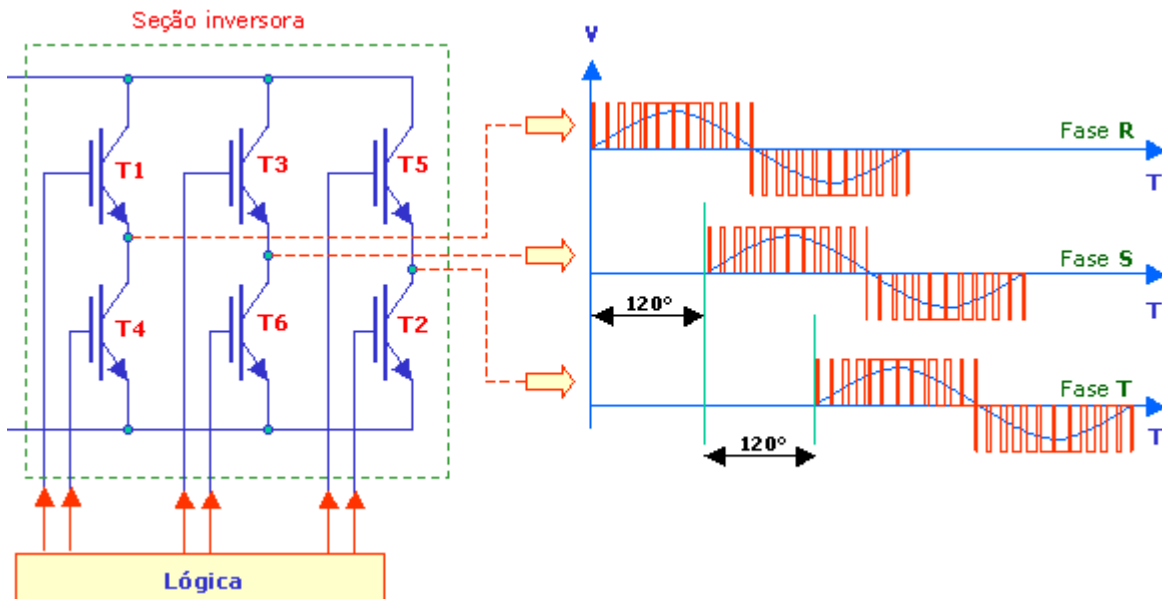 Seção inversora
V
T1
T3
T5
Fase R
T
T4
T6
T2
Fase S
T
120°
Fase T
T
120°
Lógica